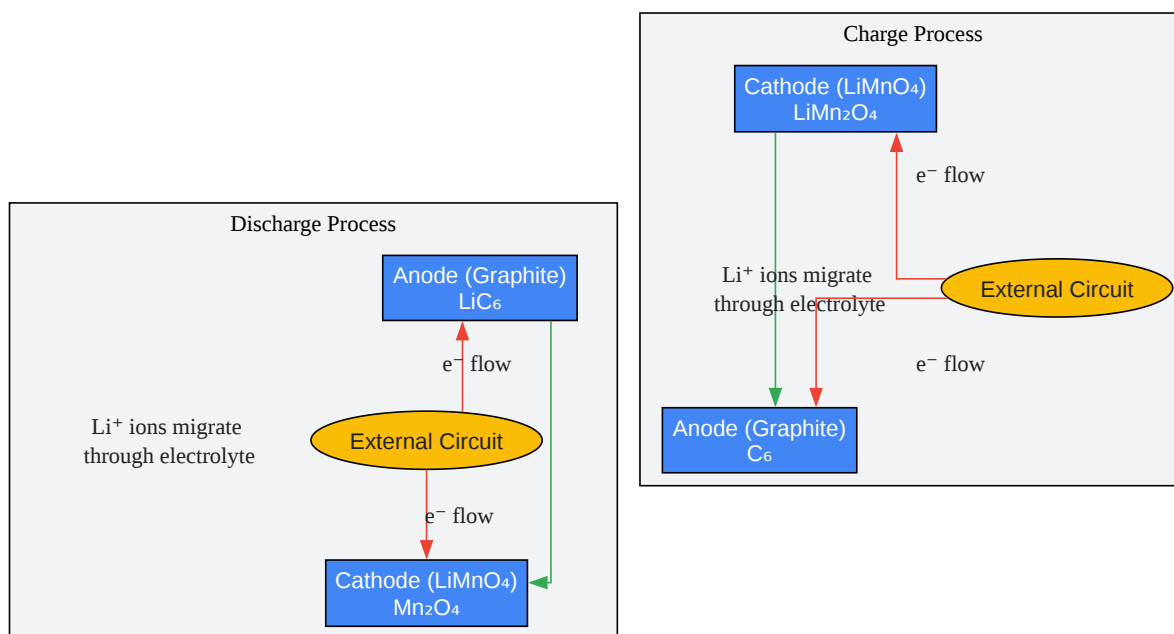 Charge Process
Cathode (LiMnO₄)
LiMn₂O₄
e⁻ flow
Li⁺ ions migrate
through electrolyte
External Circuit
e⁻ flow
Anode (Graphite)
C₆
Discharge Process
Anode (Graphite)
LiC₆
e⁻ flow
Li⁺ ions migrate
through electrolyte
External Circuit
e⁻ flow
Cathode (LiMnO₄)
Mn₂O₄